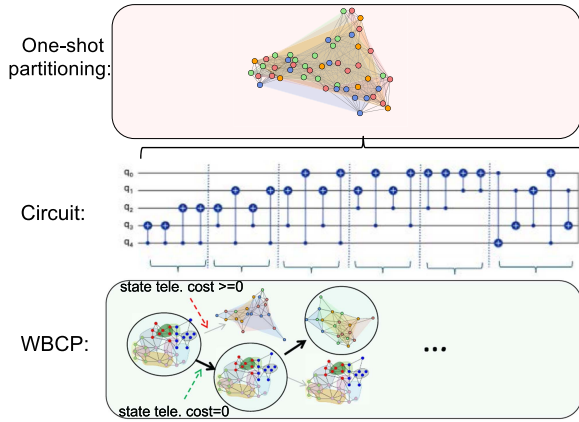 One-shot
partitioning:
Circuit:
q0
q1
q2
q3
q4
state tele. cost >=0
WBCP:
...
state tele. cost=0